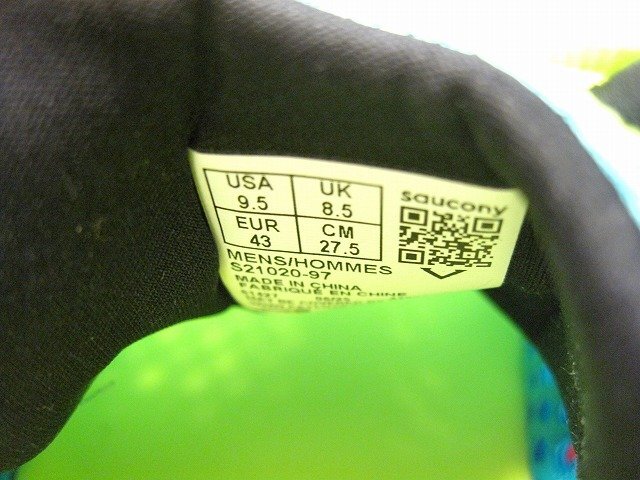 USA 9.5 UK 8.5
EUR 43 CM 27.5
saucony
MENS/HOMMES
S21020-97
MADE IN CHINA
FABRIQUÉ EN CHINE